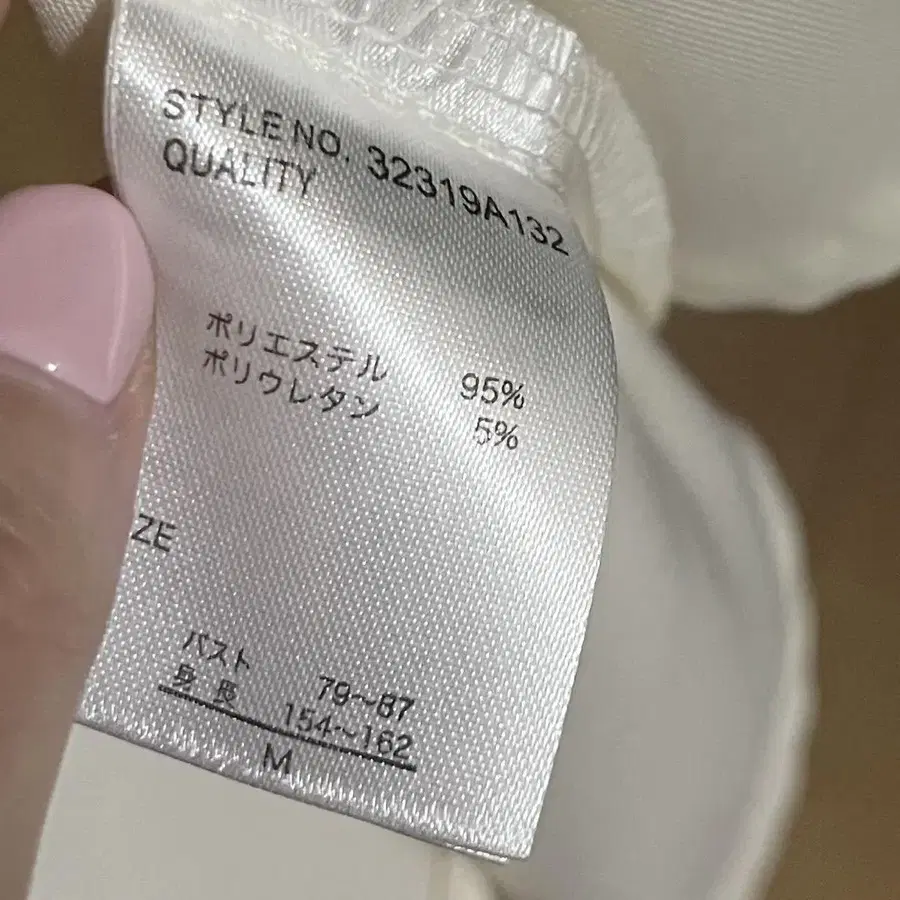 STYLE NO. 32319A132
QUALITY
ポリエステル 95%
ポリウレタン 5%
ZE
バスト 79~87
身長 154~162
M